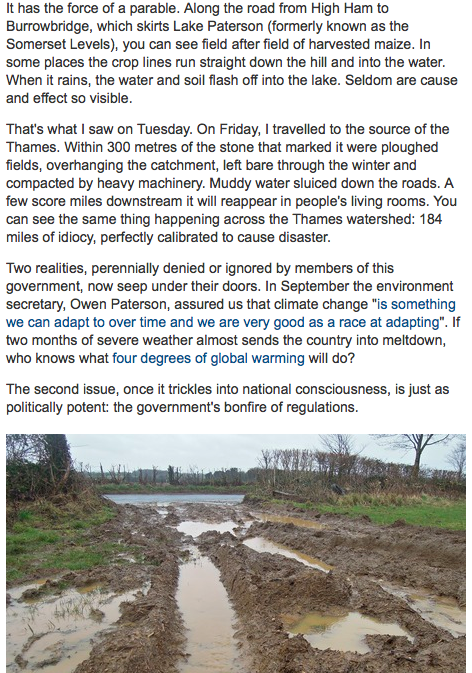 It has the force of a parable. Along the road from High Ham to
Burrowbridge, which skirts Lake Paterson (formerly known as the
Somerset Levels), you can see field after field of harvested maize. In
some places the crop lines run straight down the hill and into the water.
When it rains, the water and soil flash off into the lake. Seldom are cause
and effect so visible.
That's what I saw on Tuesday. On Friday, I travelled to the source of the
Thames. Within 300 metres of the stone that marked it were ploughed
fields, overhanging the catchment, left bare through the winter and
compacted by heavy machinery. Muddy water sluiced down the roads. A
few score miles downstream it will reappear in people's living rooms. You
can see the same thing happening across the Thames watershed: 184
miles of idiocy, perfectly calibrated to cause disaster.
Two realities, perennially denied or ignored by members of this
government, now seep under their doors. In September the environment
secretary, Owen Paterson, assured us that climate change "is something
we can adapt to over time and we are very good as a race at adapting". If
two months of severe weather almost sends the country into meltdown,
who knows what four degrees of global warming will do?
The second issue, once it trickles into national consciousness, is just as
politically potent: the government's bonfire of regulations.